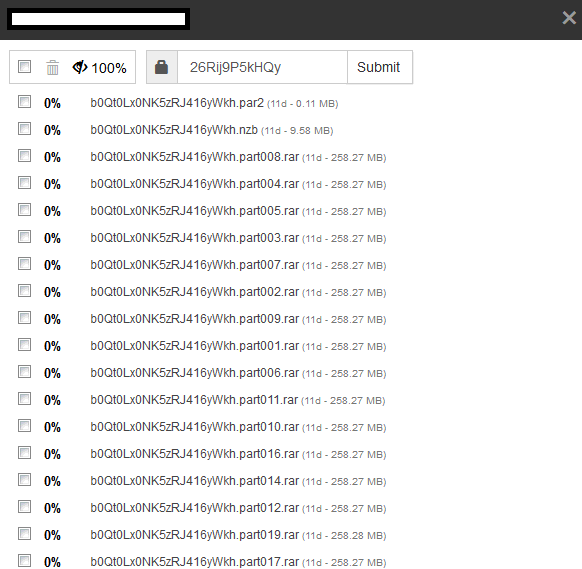 100% 26Rij9P5kHQy Submit
0% b0Qt0Lx0NK5zRJ416yWkh.par2 (11d - 0.11 MB)
0% b0Qt0Lx0NK5zRJ416yWkh.nzb (11d - 9.58 MB)
0% b0Qt0Lx0NK5zRJ416yWkh.part008.rar (11d - 258.27 MB)
0% b0Qt0Lx0NK5zRJ416yWkh.part004.rar (11d - 258.27 MB)
0% b0Qt0Lx0NK5zRJ416yWkh.part005.rar (11d - 258.27 MB)
0% b0Qt0Lx0NK5zRJ416yWkh.part003.rar (11d - 258.27 MB)
0% b0Qt0Lx0NK5zRJ416yWkh.part007.rar (11d - 258.27 MB)
0% b0Qt0Lx0NK5zRJ416yWkh.part002.rar (11d - 258.27 MB)
0% b0Qt0Lx0NK5zRJ416yWkh.part009.rar (11d - 258.27 MB)
0% b0Qt0Lx0NK5zRJ416yWkh.part001.rar (11d - 258.27 MB)
0% b0Qt0Lx0NK5zRJ416yWkh.part006.rar (11d - 258.27 MB)
0% b0Qt0Lx0NK5zRJ416yWkh.part011.rar (11d - 258.27 MB)
0% b0Qt0Lx0NK5zRJ416yWkh.part010.rar (11d - 258.27 MB)
0% b0Qt0Lx0NK5zRJ416yWkh.part016.rar (11d - 258.27 MB)
0% b0Qt0Lx0NK5zRJ416yWkh.part014.rar (11d - 258.27 MB)
0% b0Qt0Lx0NK5zRJ416yWkh.part012.rar (11d - 258.27 MB)
0% b0Qt0Lx0NK5zRJ416yWkh.part019.rar (11d - 258.28 MB)
0% b0Qt0Lx0NK5zRJ416yWkh.part017.rar (11d - 258.27 MB)